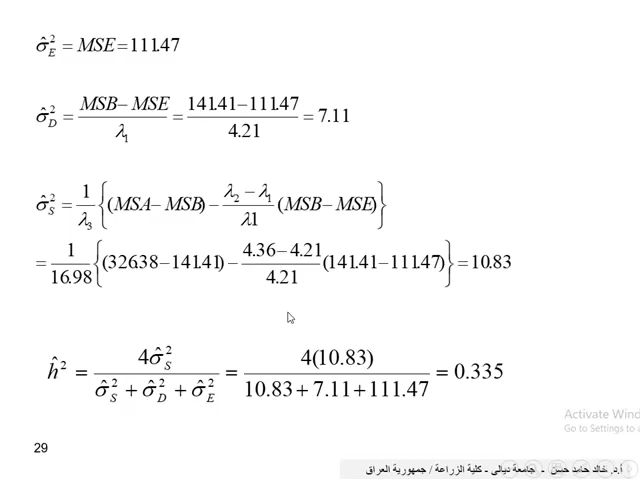 σ̂²_E = MSE = 111.47
σ̂²_D = (MSB − MSE) / λ₁ = (141.41 − 111.47) / 4.21 = 7.11
σ̂²_S = 1/λ₃ {(MSA − MSB) − (λ₂ − λ₁)/λ1 (MSB − MSE)}
= 1/16.98 {(326.38 − 141.41) − (4.36 − 4.21)/4.21 (141.41 − 111.47)} = 10.83
ĥ² = 4σ̂²_S / (σ̂²_S + σ̂²_D + σ̂²_E) = 4(10.83) / (10.83 + 7.11 + 111.47) = 0.335
Activate Wind
Go to Settings to a
29
أ.د. خالد حامد حسن - جامعة ديالى - كلية الزراعة / جمهورية العراق